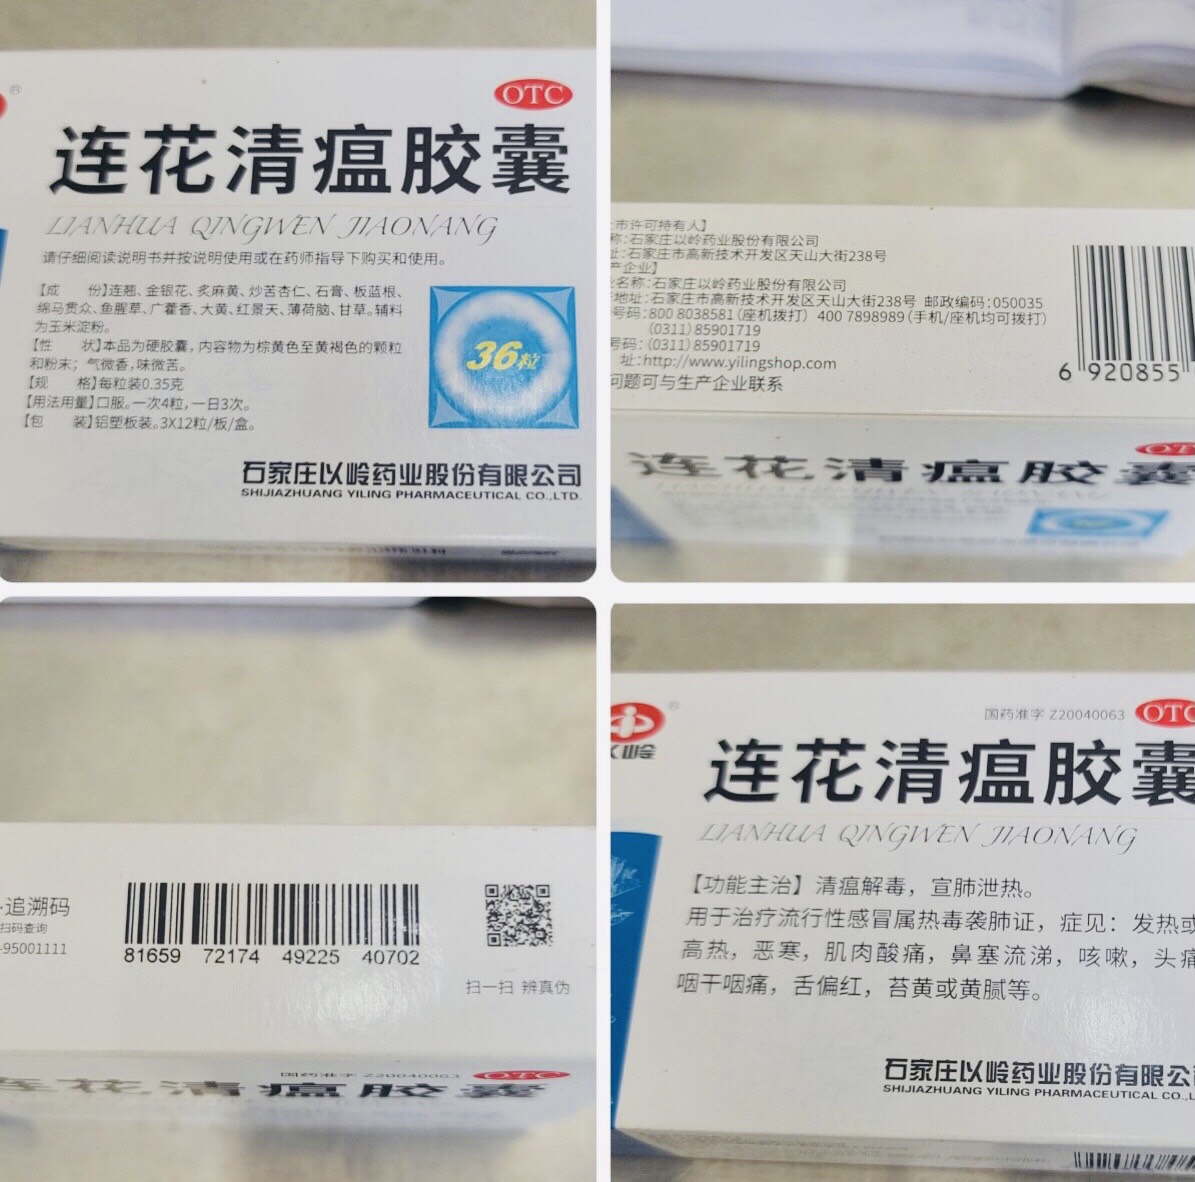 OTC
连花清瘟胶囊
LIANHUA QINGWEN JIAONANG
请仔细阅读说明书并按说明使用或在药师指导下购买和使用。
【成　份】连翘、金银花、炙麻黄、炒苦杏仁、石膏、板蓝根、
绵马贯众、鱼腥草、广藿香、大黄、红景天、薄荷脑、甘草。辅料
为玉米淀粉。
【性　状】本品为硬胶囊，内容物为棕黄色至黄褐色的颗粒
和粉末；气微香，味微苦。
【规　格】每粒装0.35克
【用法用量】口服。一次4粒，一日3次。
【包　装】铝塑板装。3X12粒/板/盒。
36粒
石家庄以岭药业股份有限公司
SHIJIAZHUANG YILING PHARMACEUTICAL CO.,LTD.
市许可持有人】
称：石家庄以岭药业股份有限公司
址：石家庄市高新技术开发区天山大街238号
产企业】
名称：石家庄以岭药业股份有限公司
地址：石家庄市高新技术开发区天山大街238号 邮政编码：050035
号码：800 8038581（座机拨打） 400 7898989（手机/座机均可拨打）
(0311) 85901719
号码：(0311) 85901719
址：http://www.yilingshop.com
问题可与生产企业联系
6 920855
连花清瘟胶囊
追溯码
扫码查询
95001111
81659 72174 49225 40702
扫一扫 辨真伪
国药准字 Z20040063
OTC
连花清瘟胶囊
岭
国药准字 Z20040063
OTC
连花清瘟胶囊
LIANHUA QINGWEN JIAONANG
【功能主治】清瘟解毒，宣肺泄热。
用于治疗流行性感冒属热毒袭肺证，症见：发热或
高热，恶寒，肌肉酸痛，鼻塞流涕，咳嗽，头痛
咽干咽痛，舌偏红，苔黄或黄腻等。
石家庄以岭药业股份有限公
SHIJIAZHUANG YILING PHARMACEUTICAL CO.,L